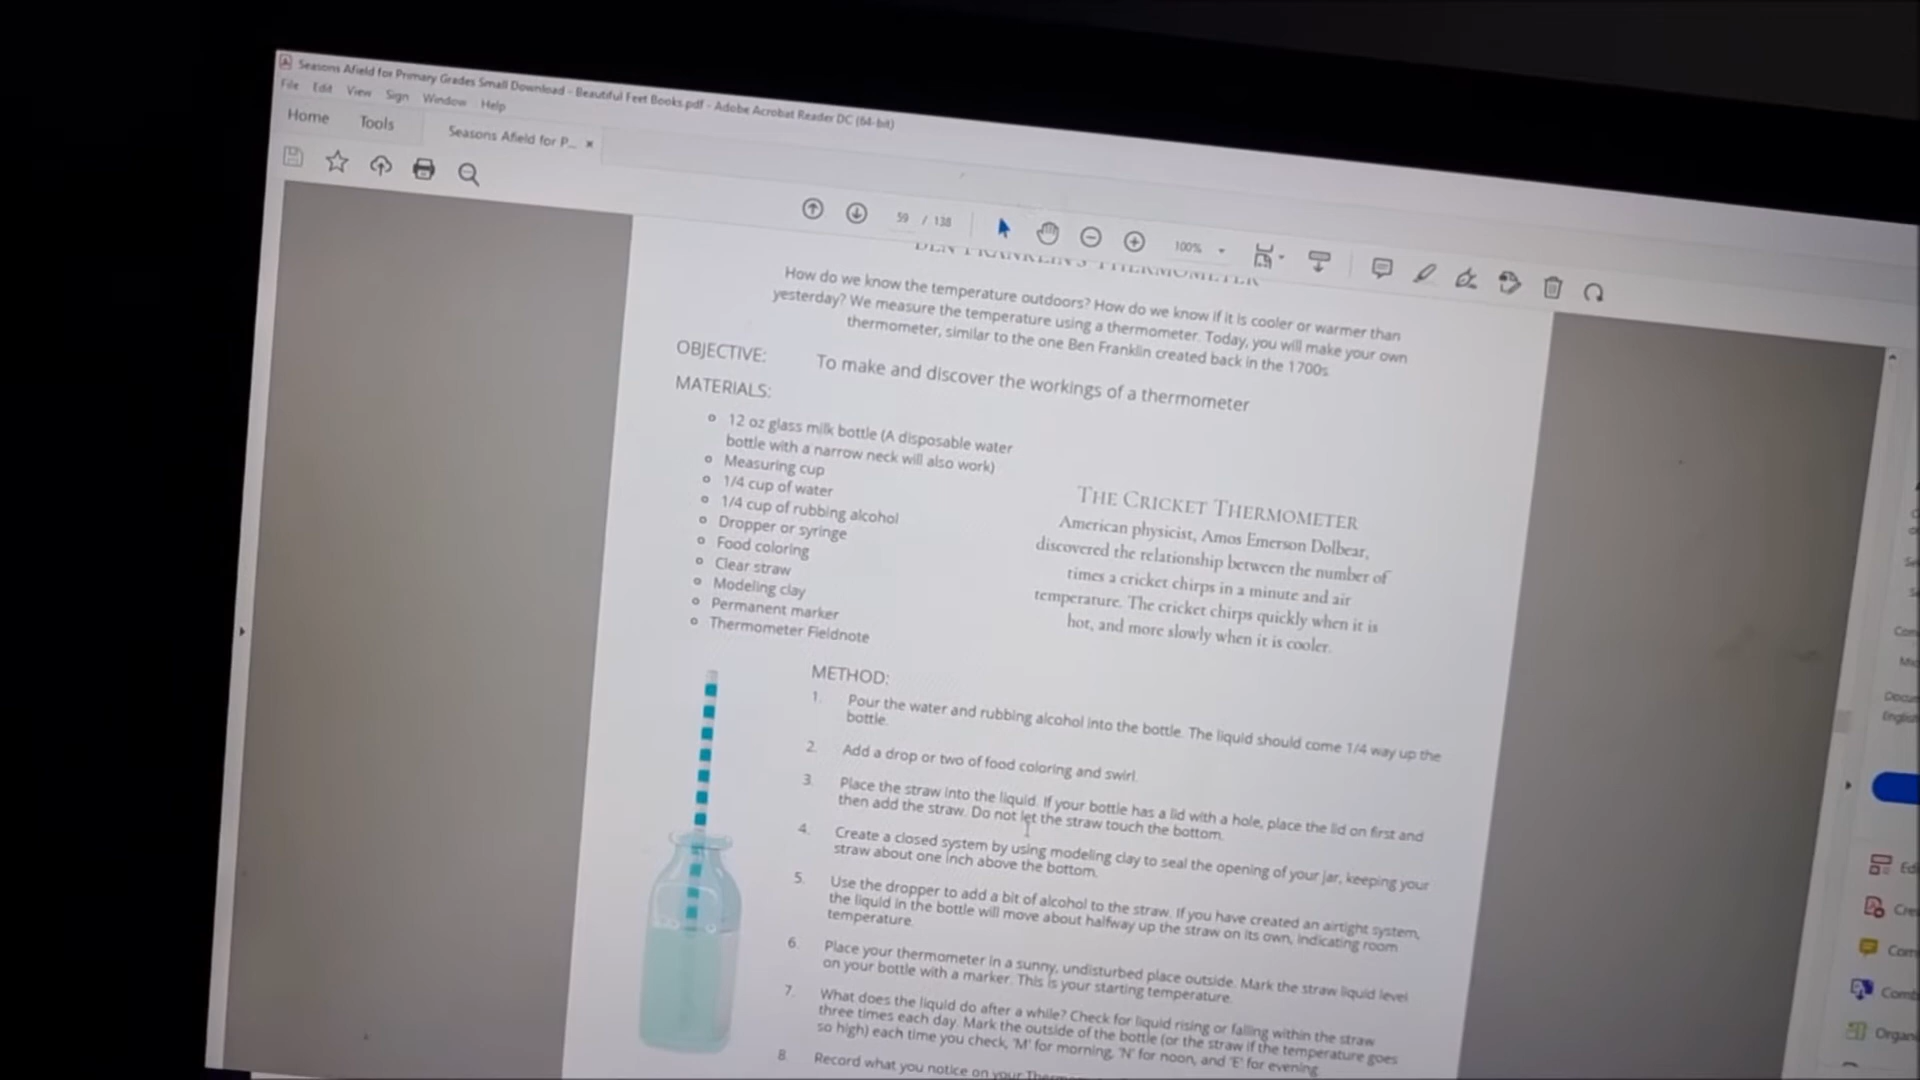 Seasons Afield for Primary Grades Small Download - Beautiful Feet Books.pdf - Adobe Acrobat Reader DC (64-bit)
File Edit View Sign Window Help
Home Tools Seasons Afield for P...
59 / 138 100%
BEN FRANKLIN'S THERMOMETER
How do we know the temperature outdoors? How do we know if it is cooler or warmer than
yesterday? We measure the temperature using a thermometer. Today, you will make your own
thermometer, similar to the one Ben Franklin created back in the 1700s.
OBJECTIVE: To make and discover the workings of a thermometer
MATERIALS:
12 oz glass milk bottle (A disposable water
bottle with a narrow neck will also work)
Measuring cup
1/4 cup of water
1/4 cup of rubbing alcohol
Dropper or syringe
Food coloring
Clear straw
Modeling clay
Permanent marker
Thermometer Fieldnote
THE CRICKET THERMOMETER
American physicist, Amos Emerson Dolbear,
discovered the relationship between the number of
times a cricket chirps in a minute and air
temperature. The cricket chirps quickly when it is
hot, and more slowly when it is cooler.
METHOD:
1. Pour the water and rubbing alcohol into the bottle. The liquid should come 1/4 way up the
bottle.
2. Add a drop or two of food coloring and swirl.
3. Place the straw into the liquid. If your bottle has a lid with a hole, place the lid on first and
then add the straw. Do not let the straw touch the bottom.
4. Create a closed system by using modeling clay to seal the opening of your jar, keeping your
straw about one inch above the bottom.
5. Use the dropper to add a bit of alcohol to the straw. If you have created an airtight system,
the liquid in the bottle will move about halfway up the straw on its own, indicating room
temperature.
6. Place your thermometer in a sunny, undisturbed place outside. Mark the straw liquid level
on your bottle with a marker. This is your starting temperature.
7. What does the liquid do after a while? Check for liquid rising or falling within the straw
three times each day. Mark the outside of the bottle (or the straw if the temperature goes
so high) each time you check, 'M' for morning, 'N' for noon, and 'E' for evening.
8. Record what you notice on your